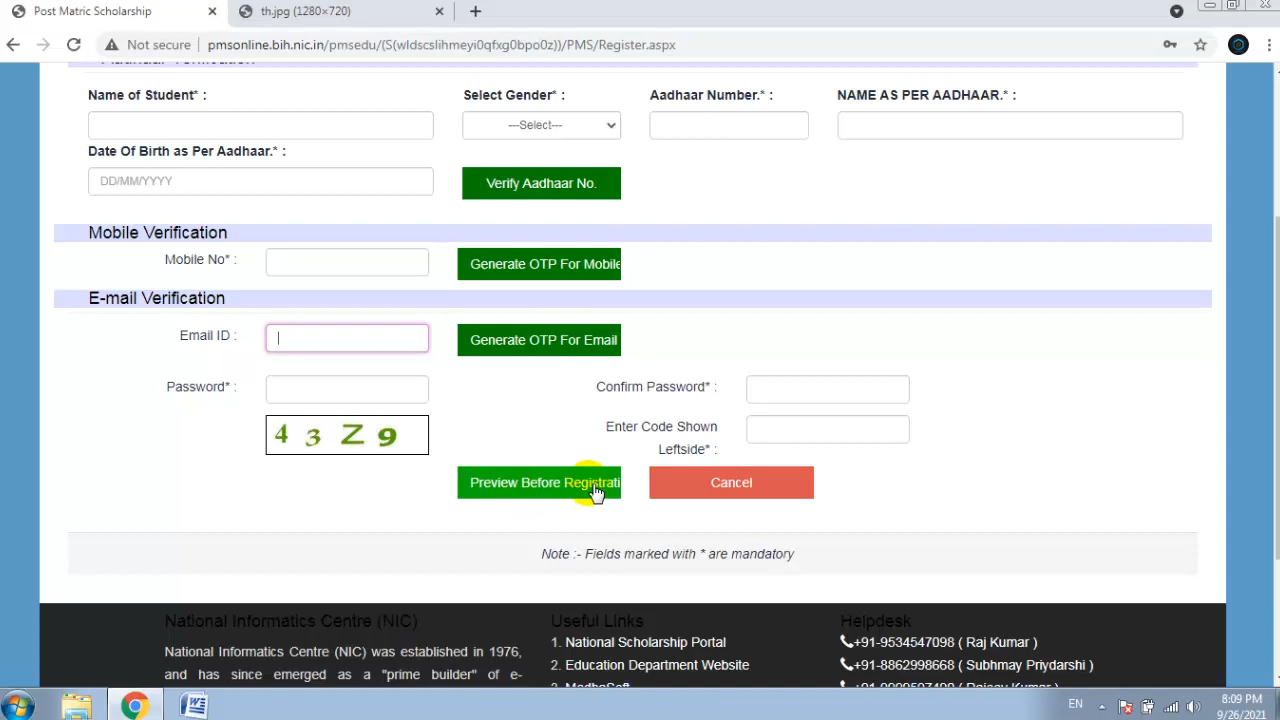 Post Matric Scholarship
th.jpg (1280×720)
Not secure
pmsonline.bih.nic.in/pmsedu/(S(wldscslihmeyi0qfxg0bpo0z))/PMS/Register.aspx
Name of Student* :
Select Gender* :
Aadhaar Number.* :
NAME AS PER AADHAAR.* :
---Select---
Date Of Birth as Per Aadhaar.* :
DD/MM/YYYY
Verify Aadhaar No.
Mobile Verification
Mobile No* :
Generate OTP For Mobile
E-mail Verification
Email ID :
Generate OTP For Email
Password* :
Confirm Password* :
4 3 Z 9
Enter Code Shown
Leftside* :
Preview Before Registrati
Cancel
Note :- Fields marked with * are mandatory
National Informatics Centre (NIC)
Useful Links
Helpdesk
National Informatics Centre (NIC) was established in 1976,
1. National Scholarship Portal
+91-9534547098 ( Raj Kumar )
and has since emerged as a "prime builder" of e-
2. Education Department Website
+91-8862998668 ( Subhmay Priydarshi )
EN
8:09 PM
9/26/2021